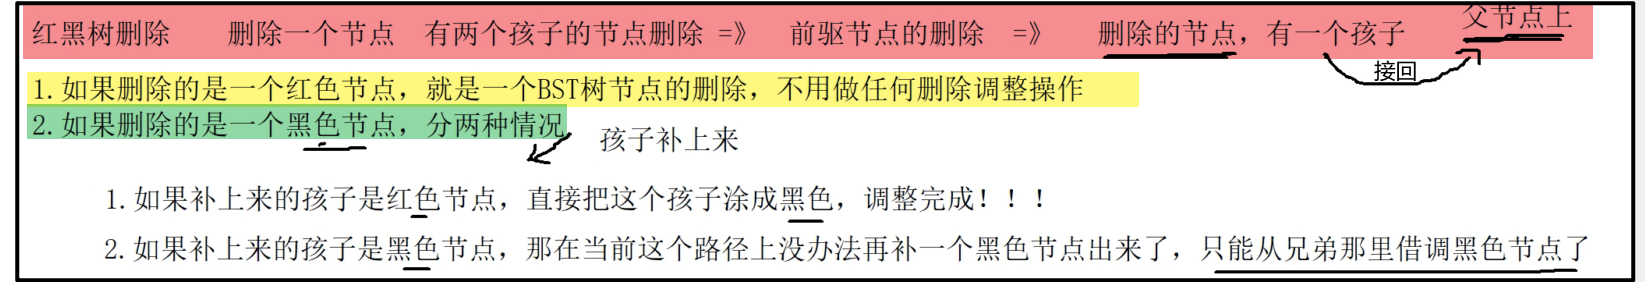 红黑树删除 删除一个节点 有两个孩子的节点删除 =》 前驱节点的删除 =》 删除的节点，有一个孩子 父节点上
接回
1.如果删除的是一个红色节点，就是一个BST树节点的删除，不用做任何删除调整操作
2.如果删除的是一个黑色节点，分两种情况 孩子补上来
1.如果补上来的孩子是红色节点，直接把这个孩子涂成黑色，调整完成！！！
2.如果补上来的孩子是黑色节点，那在当前这个路径上没办法再补一个黑色节点出来了，只能从兄弟那里借调黑色节点了